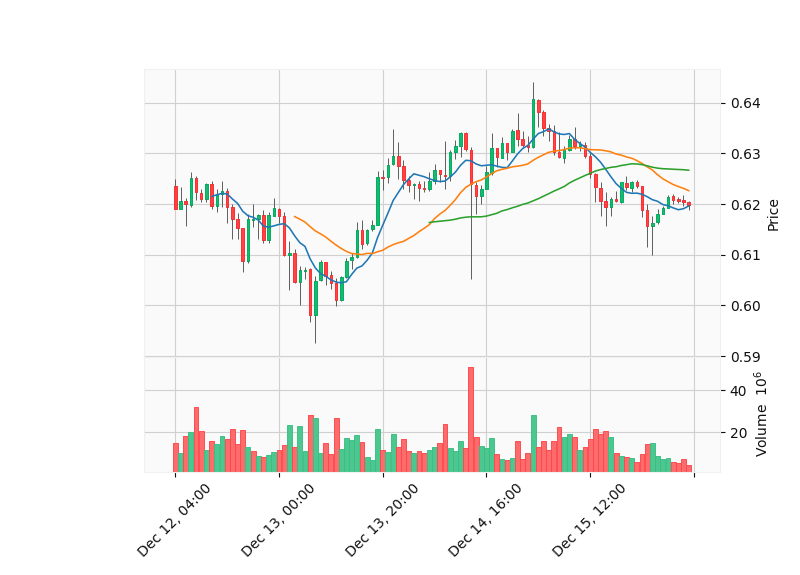 0.64
0.63
0.62
0.61
0.60
0.59
Price
40
20
Volume 10^6
Dec 12, 04:00
Dec 13, 00:00
Dec 13, 20:00
Dec 14, 16:00
Dec 15, 12:00